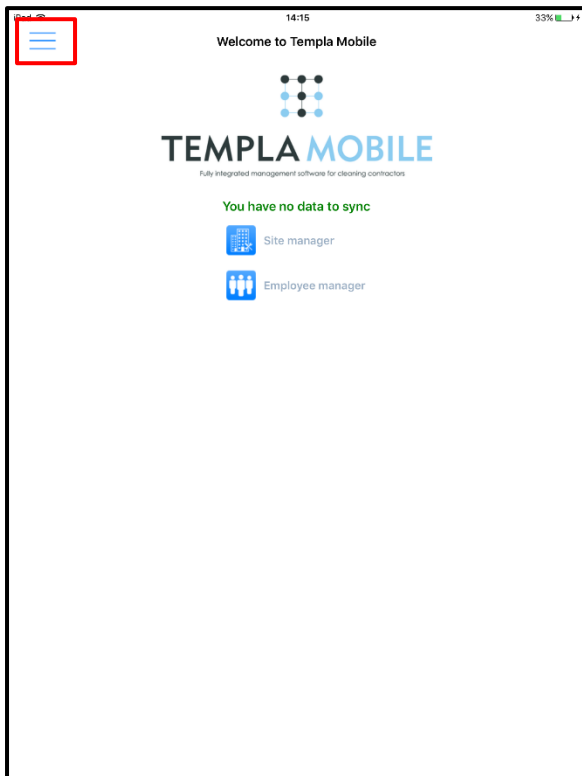 iPad 14:15 33%
Welcome to Templa Mobile
TEMPLA MOBILE
Fully integrated management software for cleaning contractors
You have no data to sync
Site manager
Employee manager